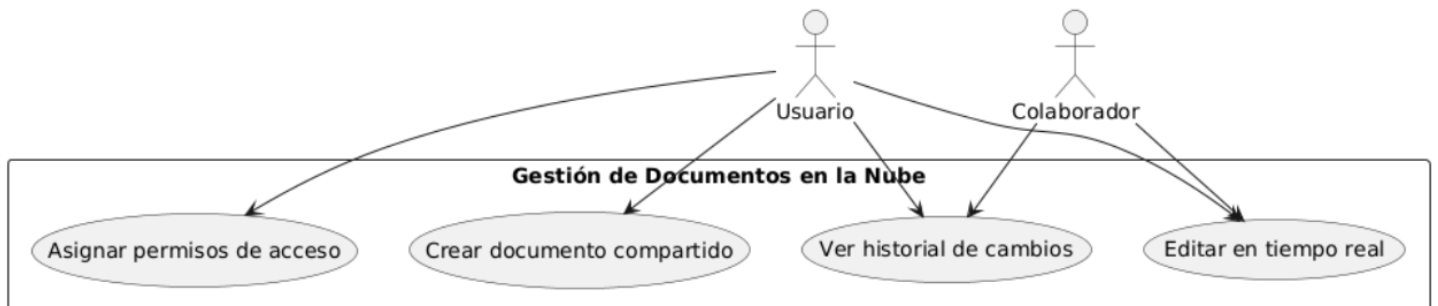 Usuario
Colaborador
Gestión de Documentos en la Nube
Asignar permisos de acceso
Crear documento compartido
Ver historial de cambios
Editar en tiempo real